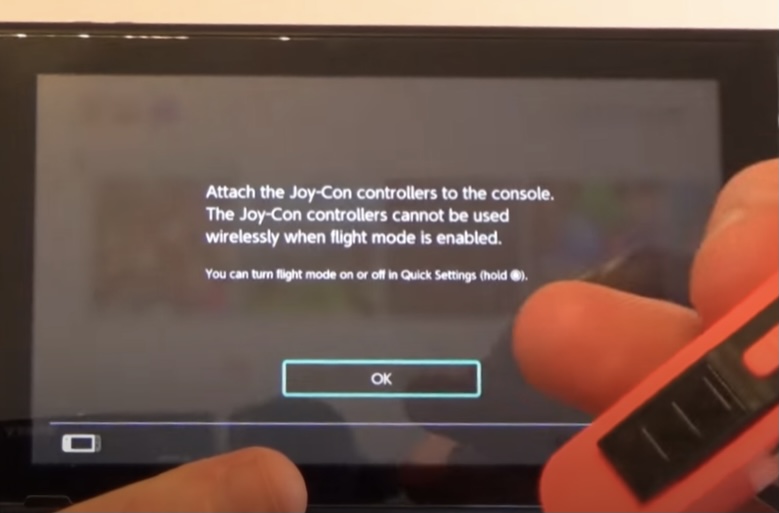 Attach the Joy-Con controllers to the console.
The Joy-Con controllers cannot be used
wirelessly when flight mode is enabled.
You can turn flight mode on or off in Quick Settings (hold ).
OK